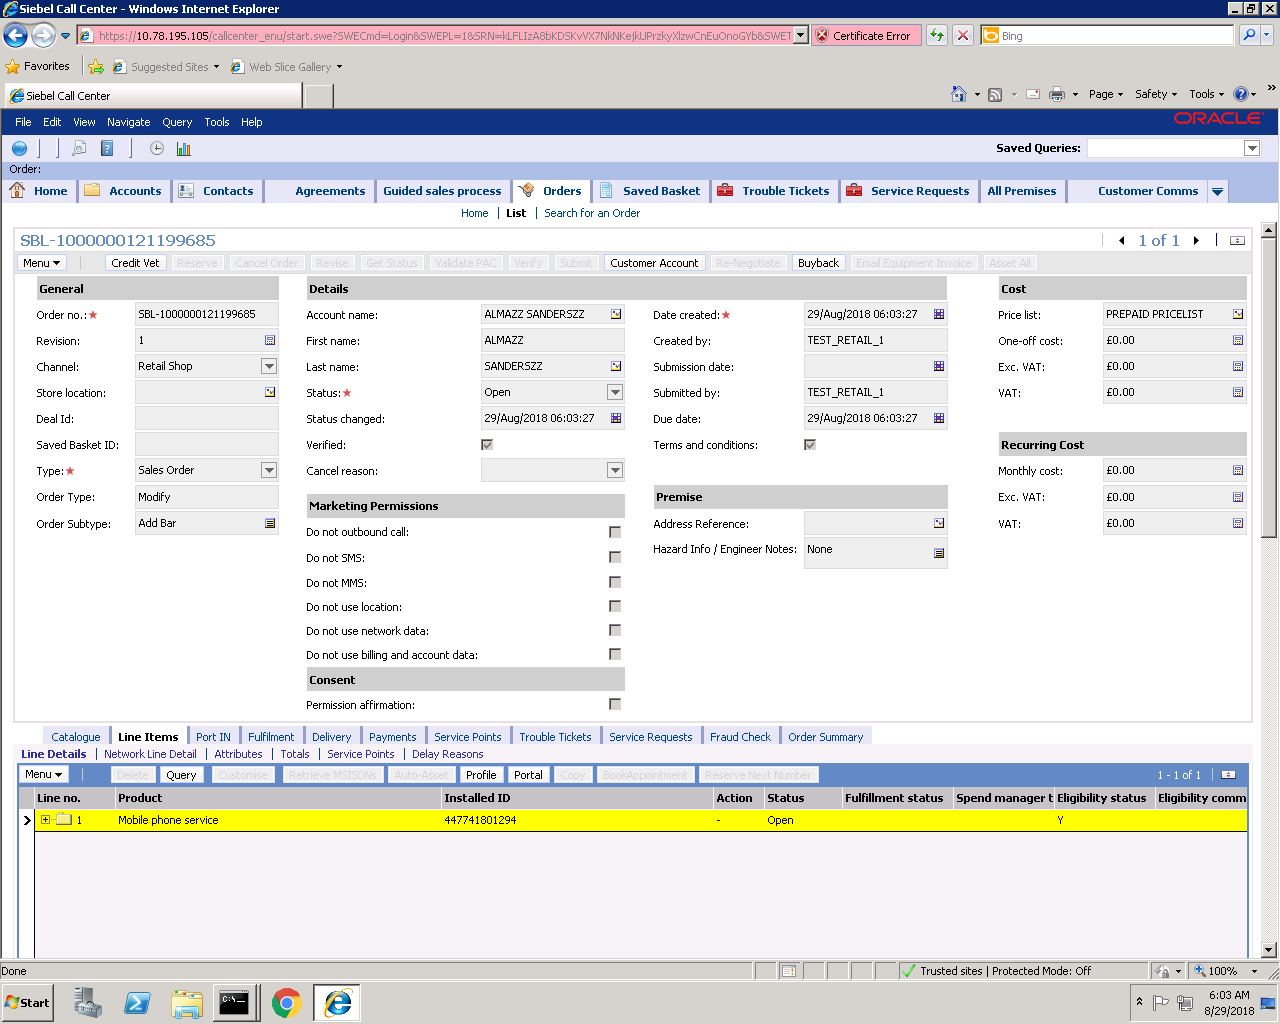 Siebel Call Center - Windows Internet Explorer
https://10.78.195.105/callcenter_enu/start.swe?SWECmd=Login&SWEPL=1&SRN= Certificate Error Bing
Favorites Suggested Sites Web Slice Gallery
Siebel Call Center Page Safety Tools »
File Edit View Navigate Query Tools Help ORACLE
Saved Queries:
Order:
Home Accounts Contacts Agreements Guided sales process Orders Saved Basket Trouble Tickets Service Requests All Premises Customer Comms
Home List Search for an Order
SBL-1000000121199685 1 of 1
Menu Credit Vet Reserve Cancel Order Revise Get Status Validate PAC Verify Submit Customer Account Re-Negotiate Buyback Email Equipment Invoice Asset All
General Details Cost
Order no.:★ SBL-1000000121199685 Account name: ALMAZZ SANDERSZZ Date created:★ 29/Aug/2018 06:03:27 Price list: PREPAID PRICELIST
Revision: 1 First name: ALMAZZ Created by: TEST_RETAIL_1 One-off cost: £0.00
Channel: Retail Shop Last name: SANDERSZZ Submission date: Exc. VAT: £0.00
Store location: Status:★ Open Submitted by: TEST_RETAIL_1 VAT: £0.00
Deal Id: Status changed: 29/Aug/2018 06:03:27 Due date: 29/Aug/2018 06:03:27
Saved Basket ID: Verified: Terms and conditions: Recurring Cost
Type:★ Sales Order Cancel reason: Monthly cost: £0.00
Order Type: Modify Marketing Permissions Premise Exc. VAT: £0.00
Order Subtype: Add Bar Do not outbound call: Address Reference: VAT: £0.00
Do not SMS: Hazard Info / Engineer Notes: None
Do not MMS:
Do not use location:
Do not use network data:
Do not use billing and account data:
Consent
Permission affirmation:
Catalogue Line Items Port IN Fulfilment Delivery Payments Service Points Trouble Tickets Service Requests Fraud Check Order Summary
Line Details Network Line Detail Attributes Totals Service Points Delay Reasons
Menu Delete Query Customise Retrieve MSISDNs Auto-Asset Profile Portal Copy BookAppointment Reserve Next Number 1 - 1 of 1
Line no. Product Installed ID Action Status Fulfillment status Spend manager t Eligibility status Eligibility comm
1 Mobile phone service 447741801294 - Open Y
Done Trusted sites | Protected Mode: Off 100%
Start 6:03 AM
8/29/2018